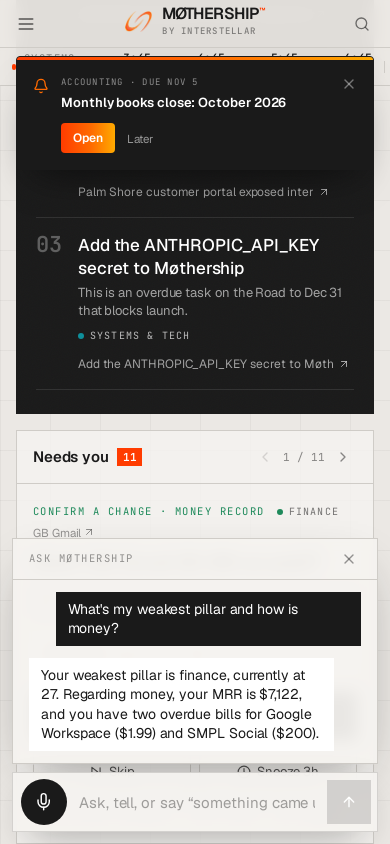 MØTHERSHIP™
BY INTERSTELLAR
ACCOUNTING · DUE NOV 5
Monthly books close: October 2026
Open Later
Palm Shore customer portal exposed inter ↗
03 Add the ANTHROPIC_API_KEY
secret to Møthership
This is an overdue task on the Road to Dec 31
that blocks launch.
SYSTEMS & TECH
Add the ANTHROPIC_API_KEY secret to Møth ↗
Needs you 11 1 / 11
CONFIRM A CHANGE · MONEY RECORD FINANCE
GB Gmail ↗
ASK MØTHERSHIP
What's my weakest pillar and how is
money?
Your weakest pillar is finance, currently at
27. Regarding money, your MRR is $7,122,
and you have two overdue bills for Google
Workspace ($1.99) and SMPL Social ($200).
Skip Snooze 3h
Ask, tell, or say “something came u